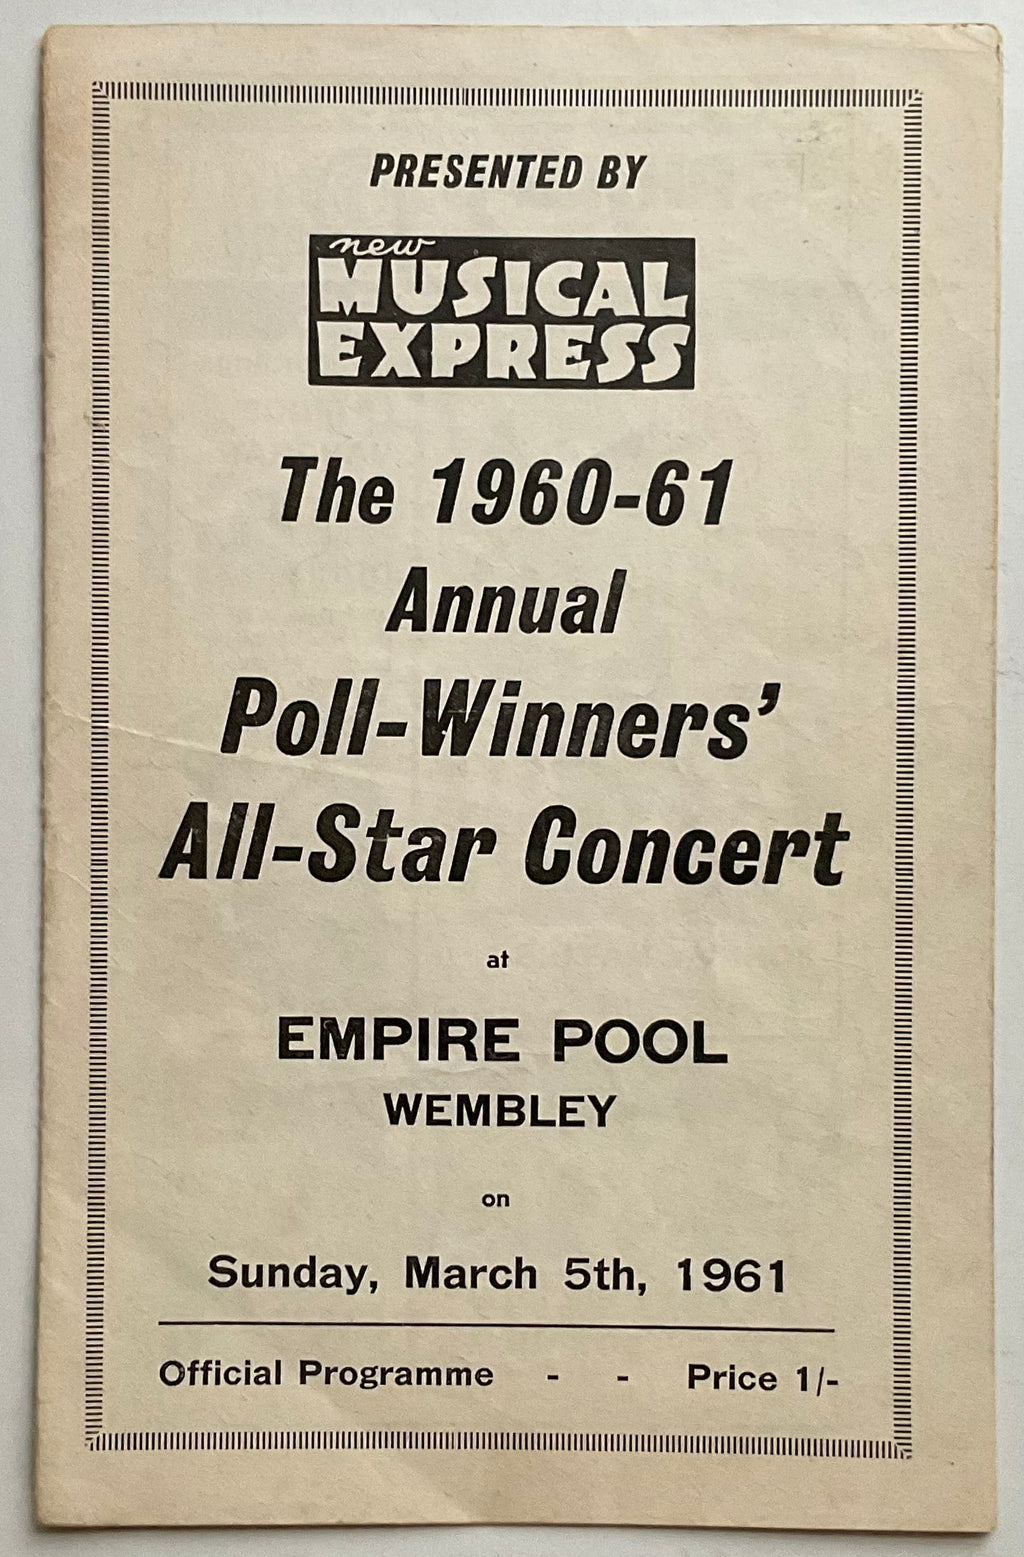 PRESENTED BY
new
MUSICAL
EXPRESS
The 1960-61
Annual
Poll-Winners'
All-Star Concert
at
EMPIRE POOL
WEMBLEY
on
Sunday, March 5th, 1961
Official Programme - - Price 1/-